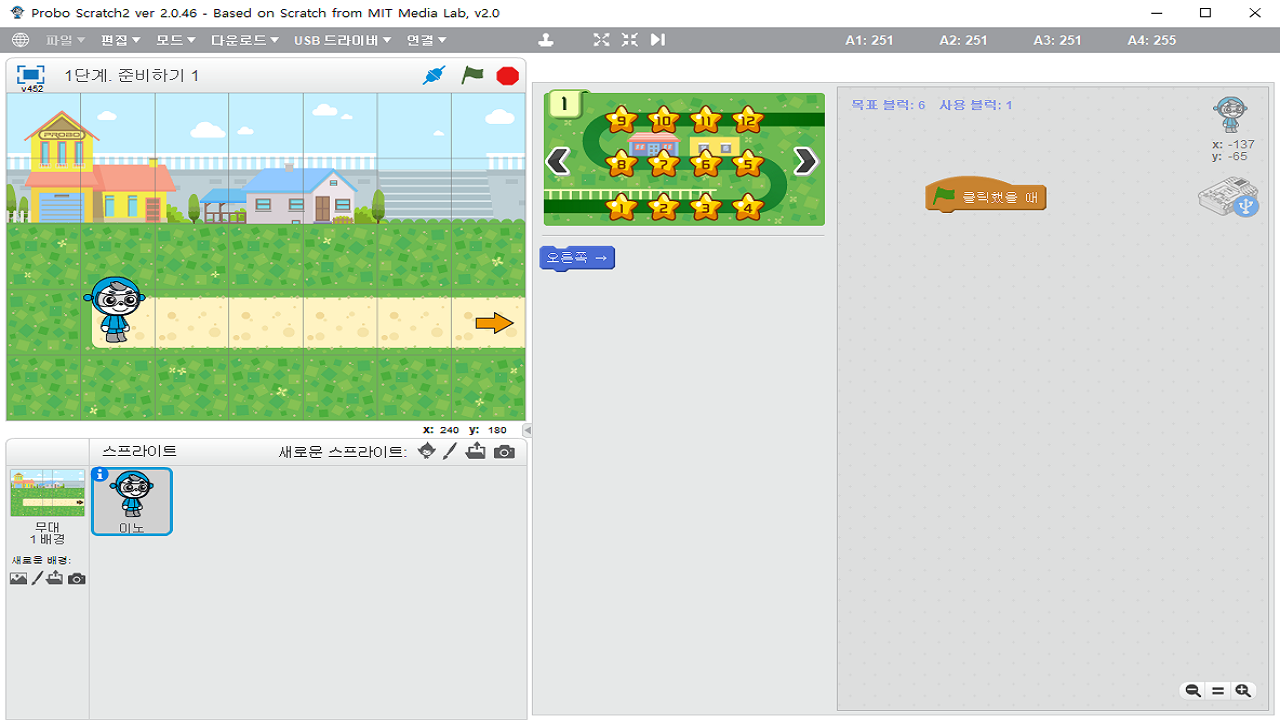 Probo Scratch2 ver 2.0.46 - Based on Scratch from MIT Media Lab, v2.0
파일 편집 모드 다운로드 USB 드라이버 연결 A1: 251 A2: 251 A3: 251 A4: 255
v452
1단계. 준비하기 1
PROBO
1
9 10 11 12
8 7 6 5
1 2 3 4
오른쪽 →
목표 블럭: 6 사용 블럭: 1
x: -137
y: -65
클릭했을 때
x: 240 y: 180
스프라이트 새로운 스프라이트:
이노
무대
1 배경
새로운 배경: